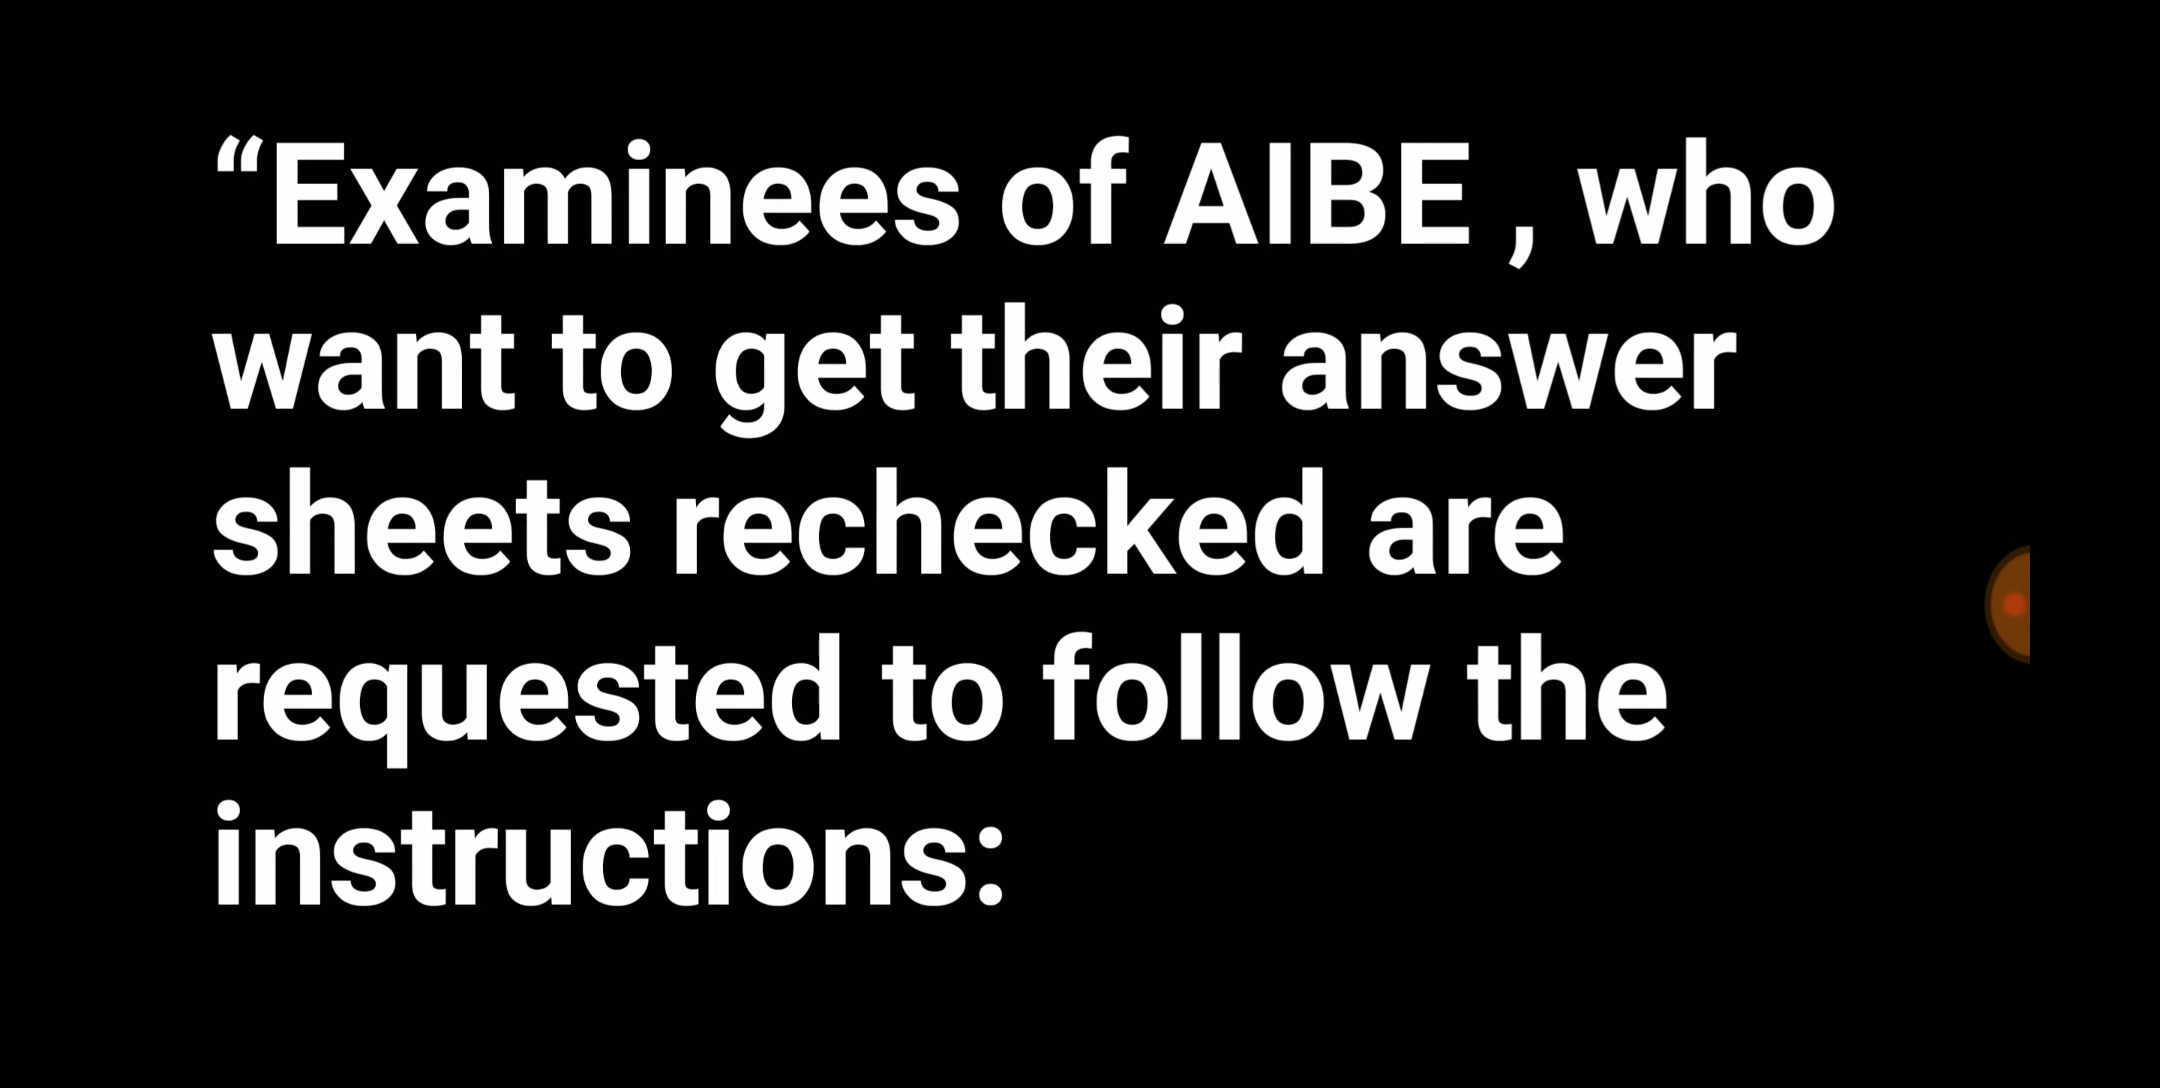 “Examinees of AIBE , who
want to get their answer
sheets rechecked are
requested to follow the
instructions: